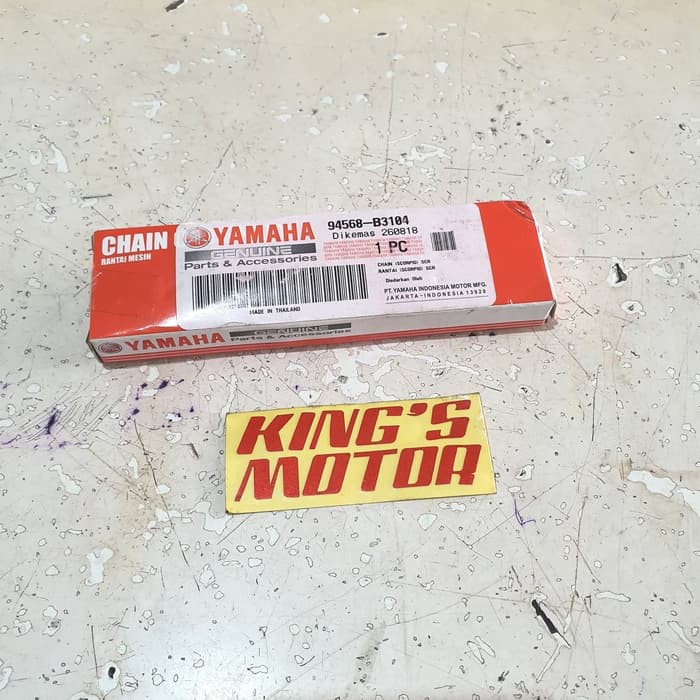 CHAIN
RANTAI MESIN
YAMAHA
GENUINE
Parts & Accessories
94568-B3104
Dikemas 260818
1 PC
CHAIN (SCORPIO) SCR
RANTAI (SCORPIO) SCR
Diedarkan Oleh
PT.YAMAHA INDONESIA MOTOR MFG.
JAKARTA-INDONESIA 13920
MADE IN THAILAND
YAMAHA
GENUINE
Parts & Accessories
KING'S
MOTOR